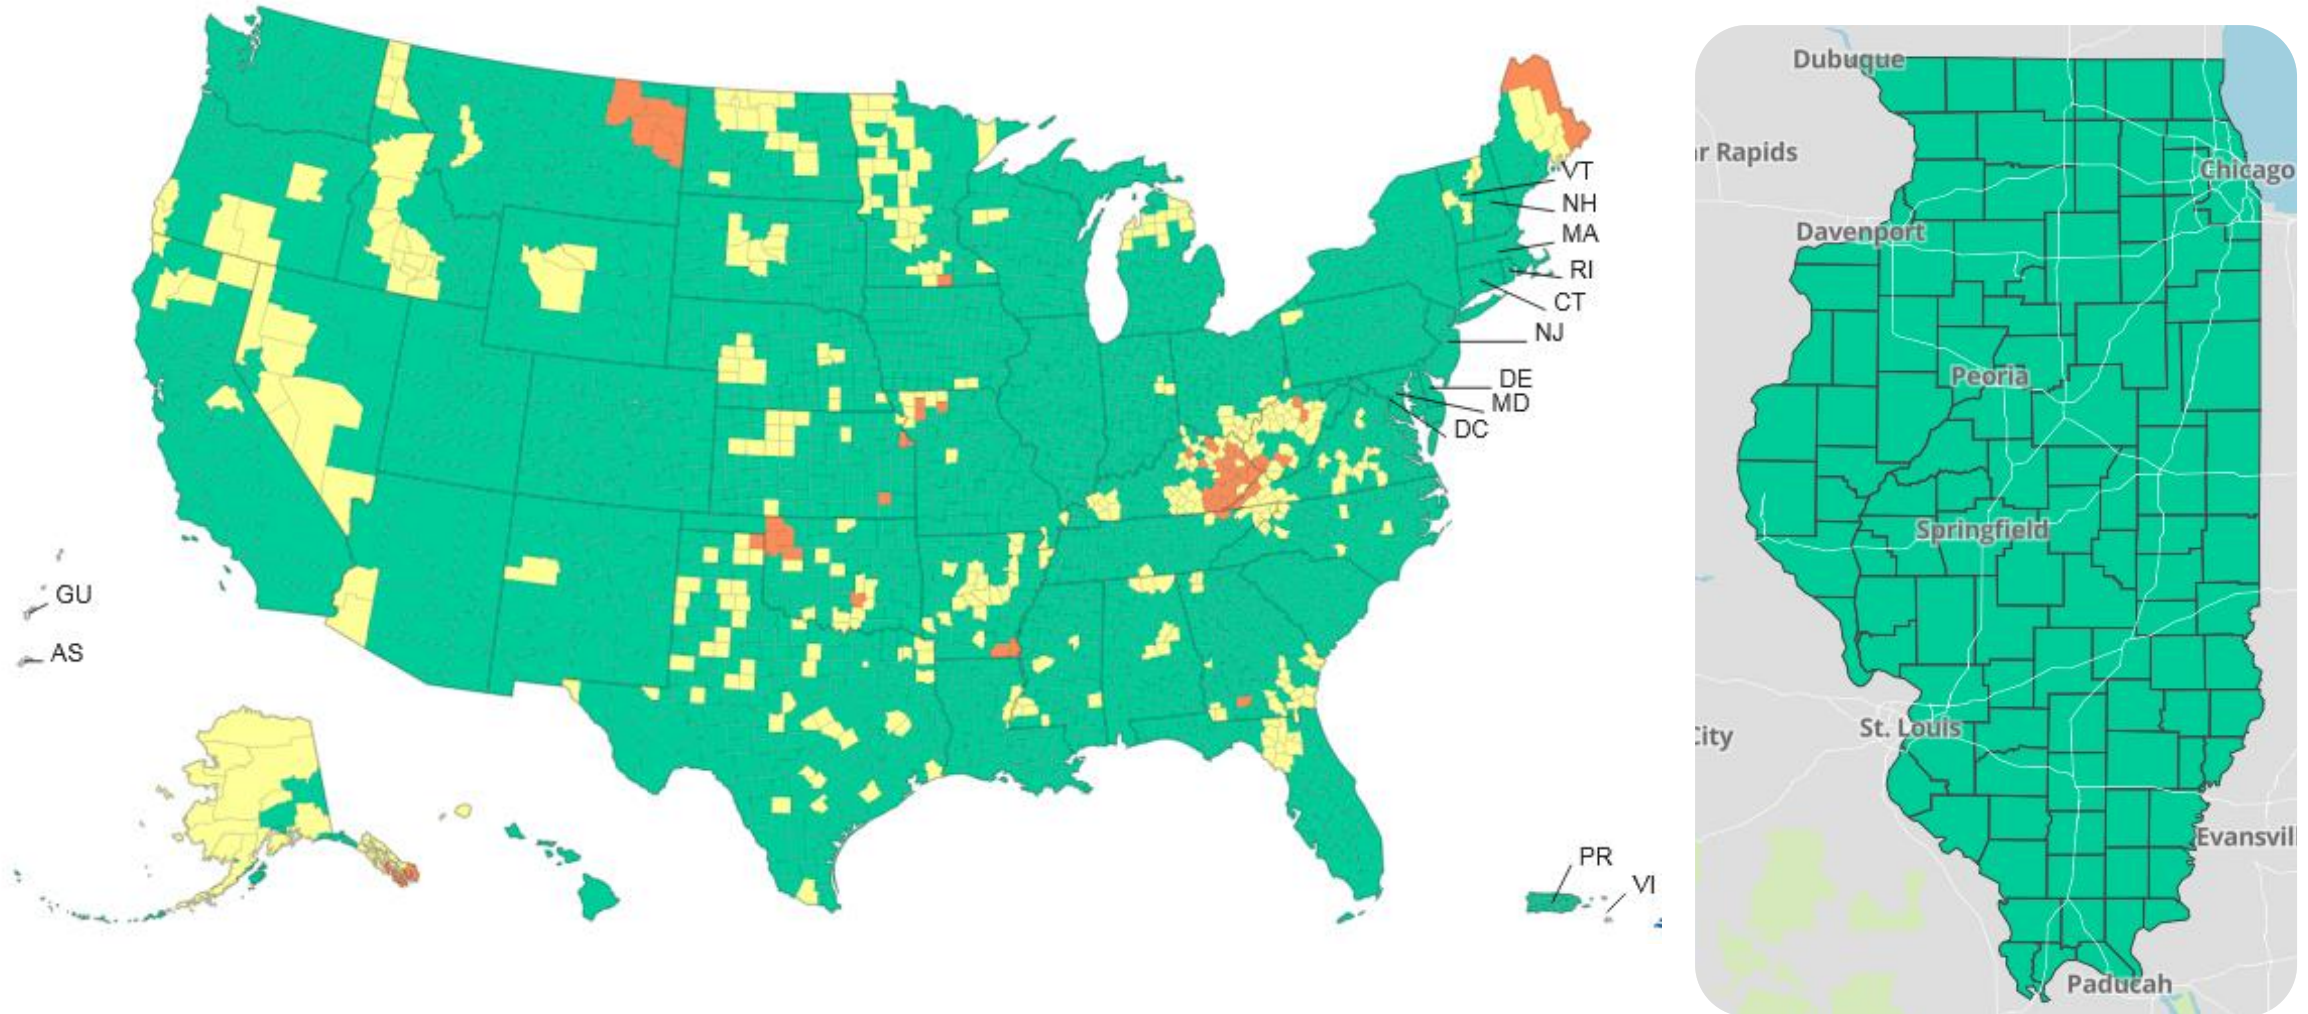 VT
NH
MA
RI
CT
NJ
DE
MD
DC
GU
AS
PR
VI
Dubuque
r Rapids
Chicago
Davenport
Peoria
Springfield
St. Louis
City
Evansvil
Paducah